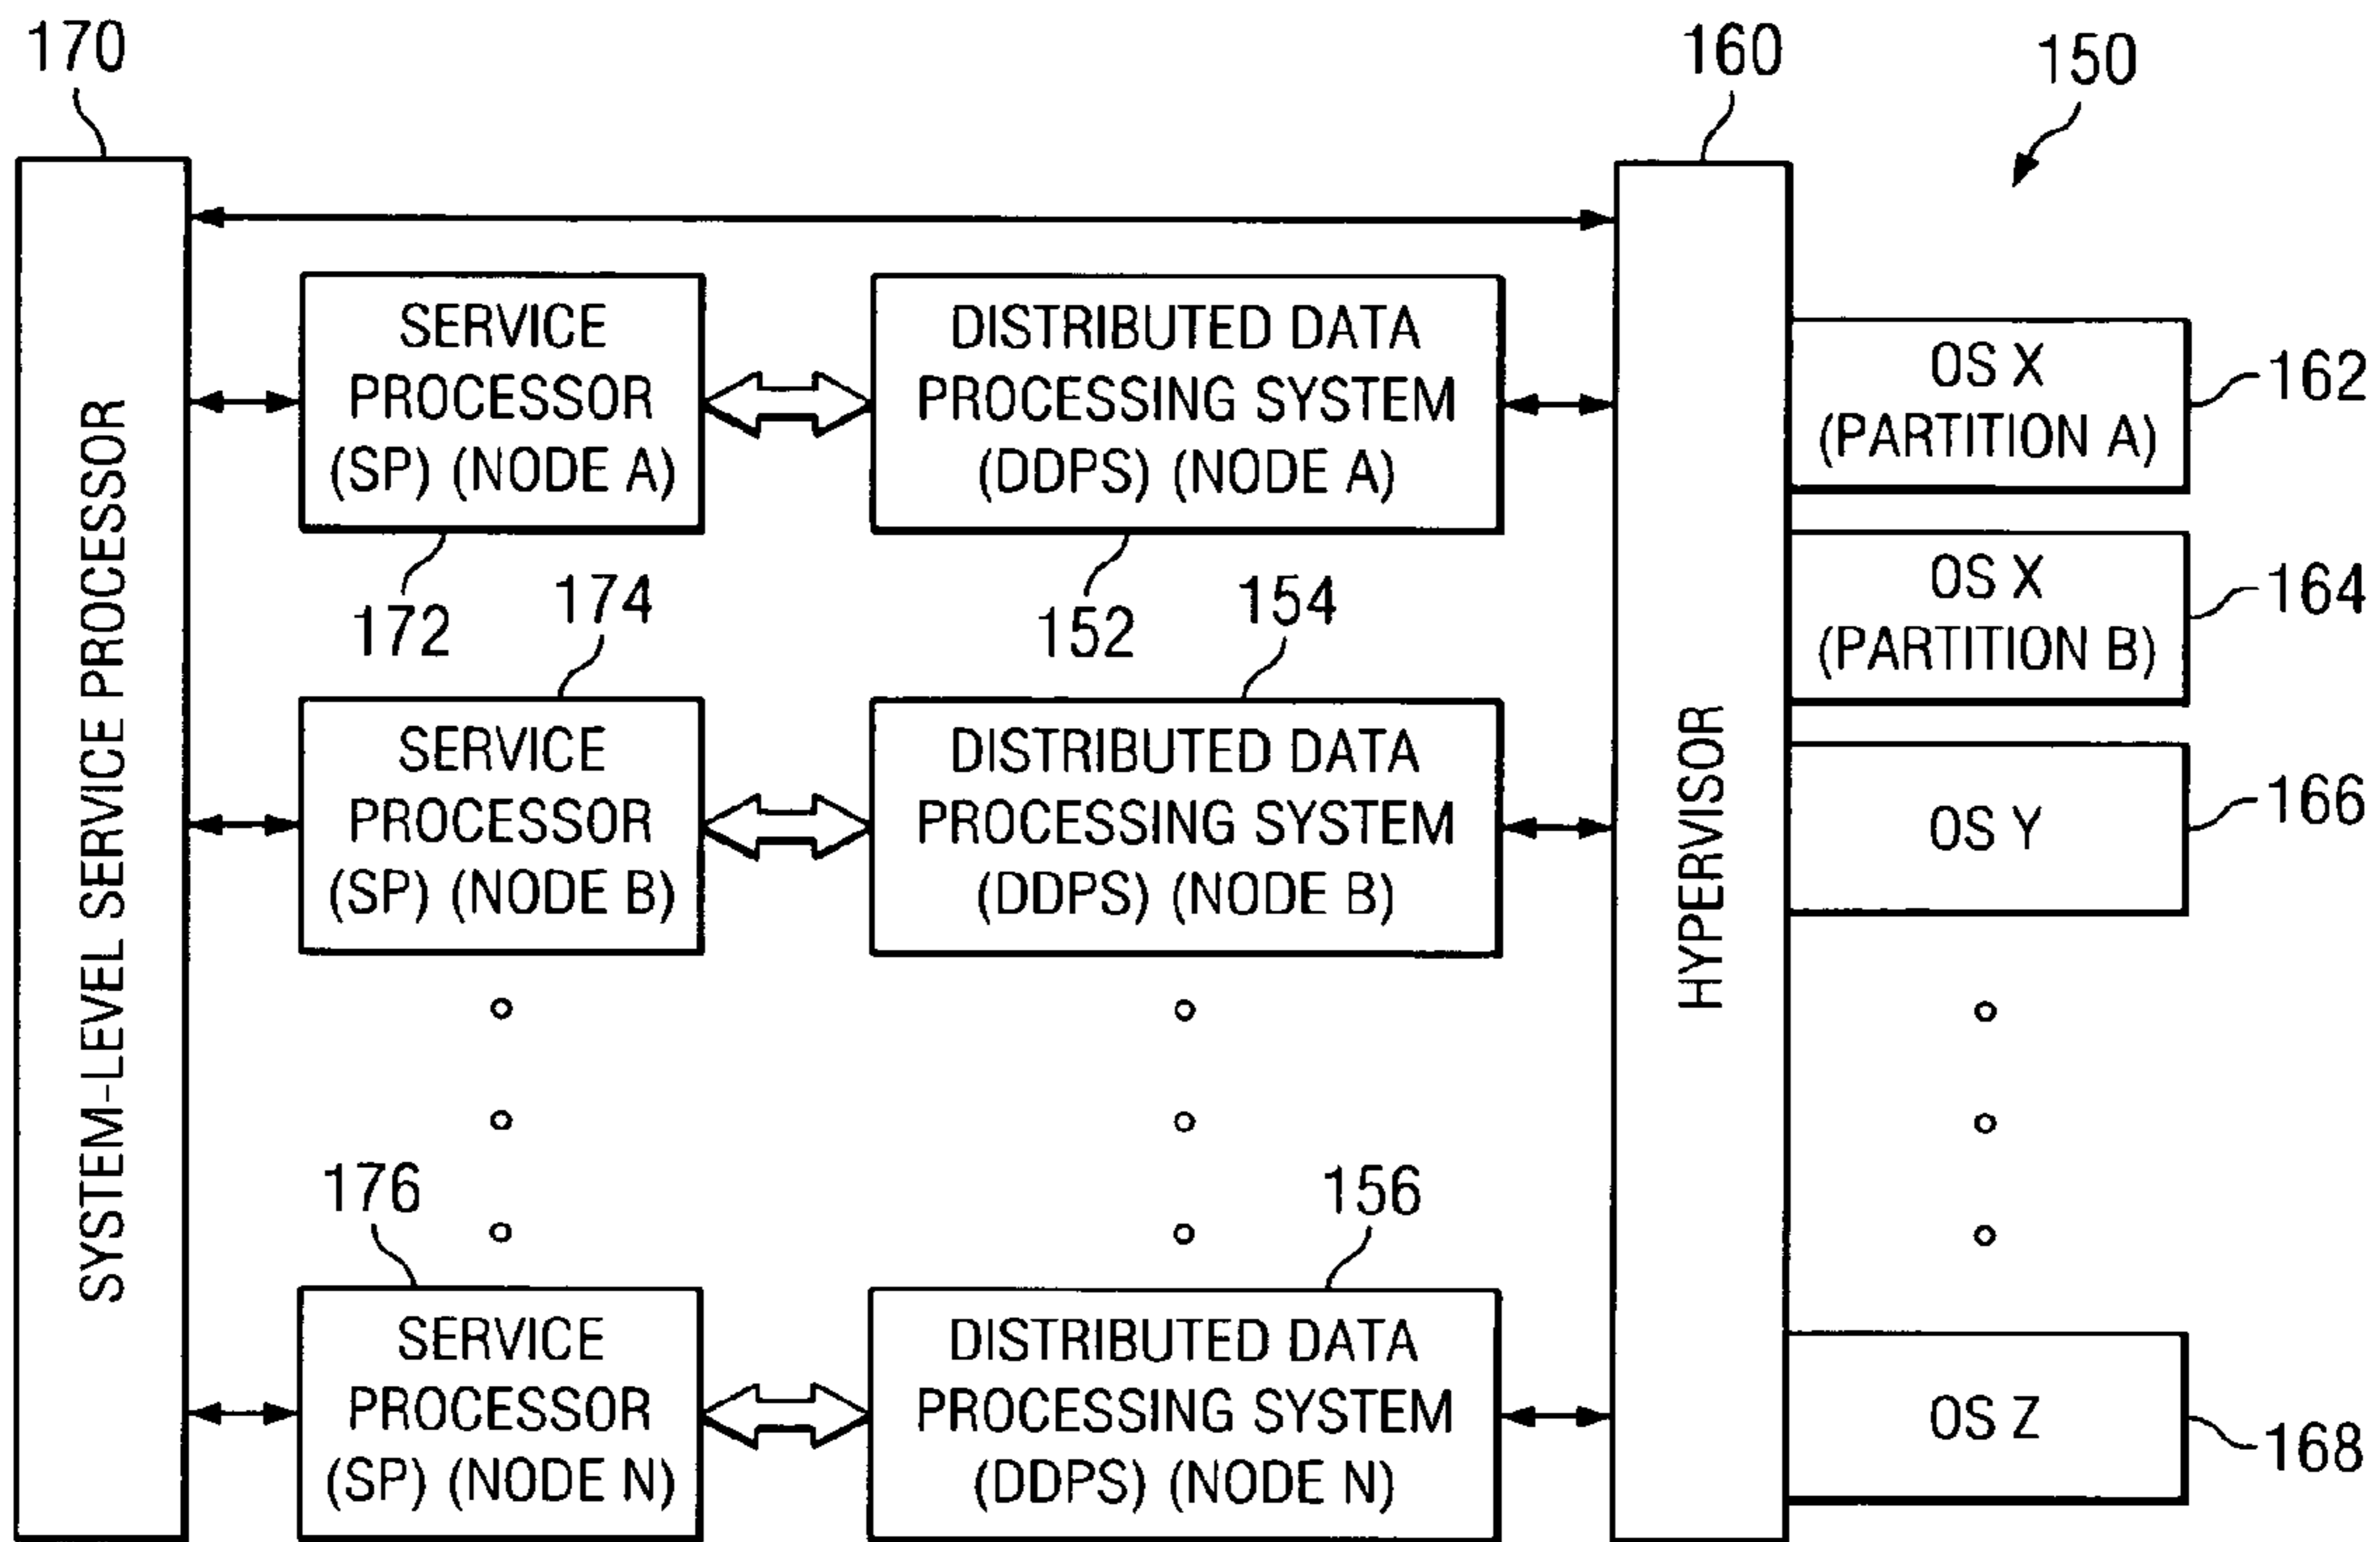 170
160
150
SYSTEM-LEVEL SERVICE PROCESSOR
SERVICE
PROCESSOR
(SP) (NODE A)
172
DISTRIBUTED DATA
PROCESSING SYSTEM
(DDPS) (NODE A)
152
HYPERVISOR
OS X
(PARTITION A)
162
OS X
(PARTITION B)
164
174
SERVICE
PROCESSOR
(SP) (NODE B)
154
DISTRIBUTED DATA
PROCESSING SYSTEM
(DDPS) (NODE B)
OS Y
166
176
SERVICE
PROCESSOR
(SP) (NODE N)
156
DISTRIBUTED DATA
PROCESSING SYSTEM
(DDPS) (NODE N)
OS Z
168